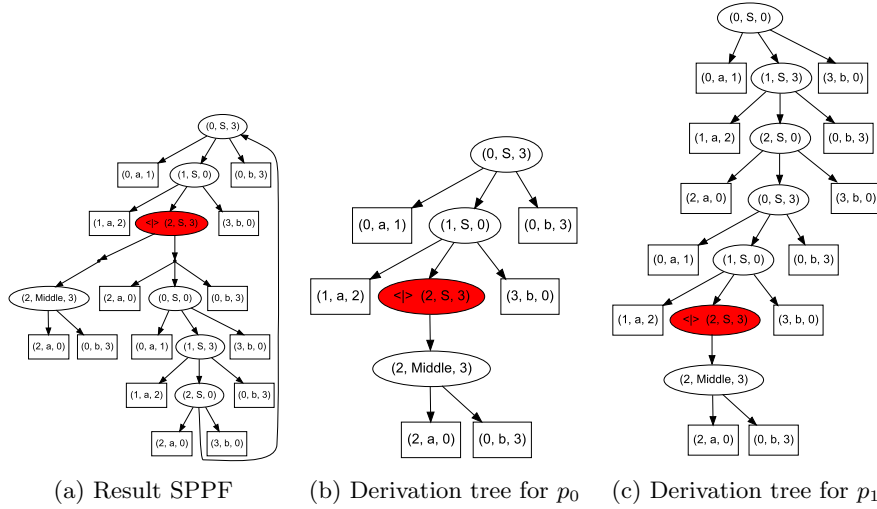 (0, S, 3)
(0, a, 1) (1, S, 0) (0, b, 3)
(1, a, 2) <|> (2, S, 3) (3, b, 0)
(2, Middle, 3) (2, a, 0) (0, S, 0) (0, b, 3)
(2, a, 0) (0, b, 3) (0, a, 1) (1, S, 3) (3, b, 0)
(1, a, 2) (2, S, 0) (0, b, 3)
(2, a, 0) (3, b, 0)
(a) Result SPPF
(0, S, 3)
(0, a, 1) (1, S, 0) (0, b, 3)
(1, a, 2) <|> (2, S, 3) (3, b, 0)
(2, Middle, 3)
(2, a, 0) (0, b, 3)
(b) Derivation tree for p0
(0, S, 0)
(0, a, 1) (1, S, 3) (3, b, 0)
(1, a, 2) (2, S, 0) (0, b, 3)
(2, a, 0) (0, S, 3) (3, b, 0)
(0, a, 1) (1, S, 0) (0, b, 3)
(1, a, 2) <|> (2, S, 3) (3, b, 0)
(2, Middle, 3)
(2, a, 0) (0, b, 3)
(c) Derivation tree for p1